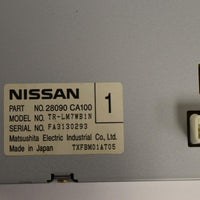 NISSAN
PART NO. 28090 CA100
MODEL NO. TR-LM7WB1N
SERIAL NO. FA3130293
1
Matsushita Electric Industrial Co., Ltd.
Made in Japan TXFBM01AT05